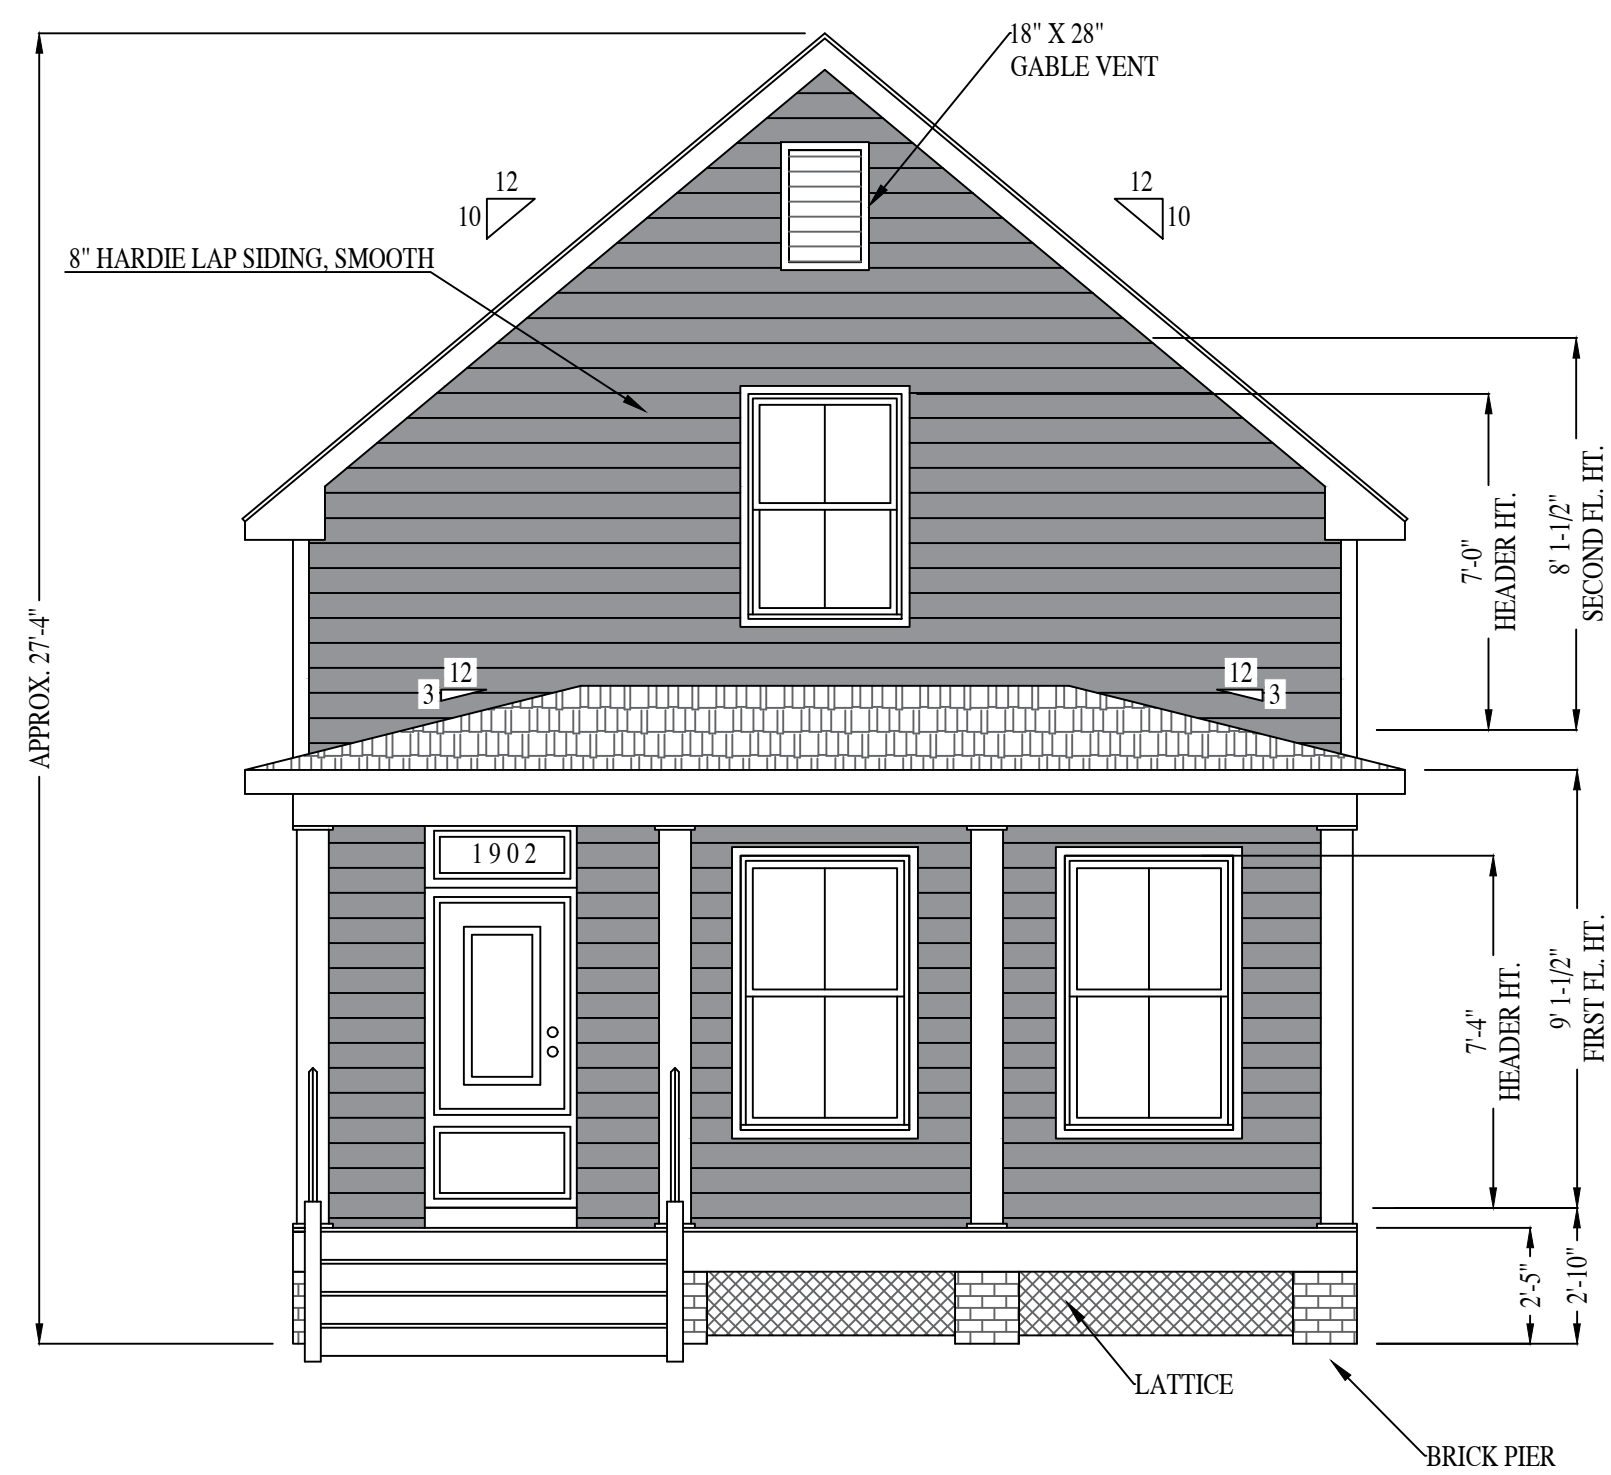 18" X 28"
GABLE VENT
12
10
12
10
8" HARDIE LAP SIDING, SMOOTH
7'-0"
HEADER HT.
8' 1-1/2"
SECOND FL. HT.
APPROX. 27'-4"
12
3
12
3
1902
7'-4"
HEADER HT.
9' 1-1/2"
FIRST FL. HT.
2'-5"
2'-10"
LATTICE
BRICK PIER